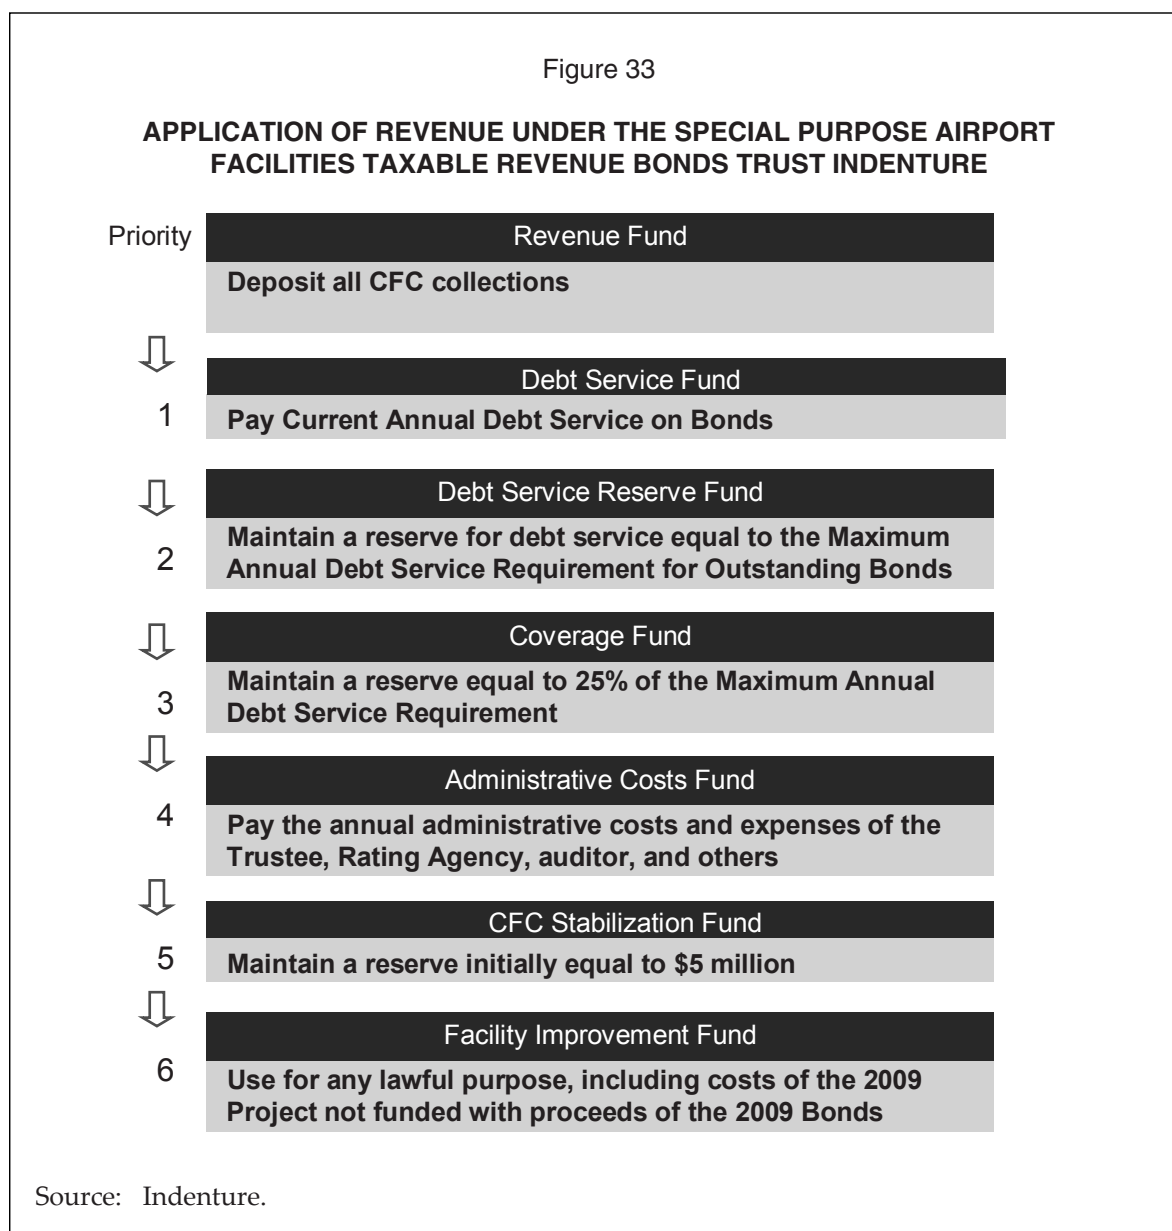 Figure 33
APPLICATION OF REVENUE UNDER THE SPECIAL PURPOSE AIRPORT
FACILITIES TAXABLE REVENUE BONDS TRUST INDENTURE
Priority
Revenue Fund
Deposit all CFC collections
Debt Service Fund
1
Pay Current Annual Debt Service on Bonds
Debt Service Reserve Fund
2
Maintain a reserve for debt service equal to the Maximum
Annual Debt Service Requirement for Outstanding Bonds
Coverage Fund
3
Maintain a reserve equal to 25% of the Maximum Annual
Debt Service Requirement
Administrative Costs Fund
4
Pay the annual administrative costs and expenses of the
Trustee, Rating Agency, auditor, and others
CFC Stabilization Fund
5
Maintain a reserve initially equal to $5 million
Facility Improvement Fund
6
Use for any lawful purpose, including costs of the 2009
Project not funded with proceeds of the 2009 Bonds
Source: Indenture.